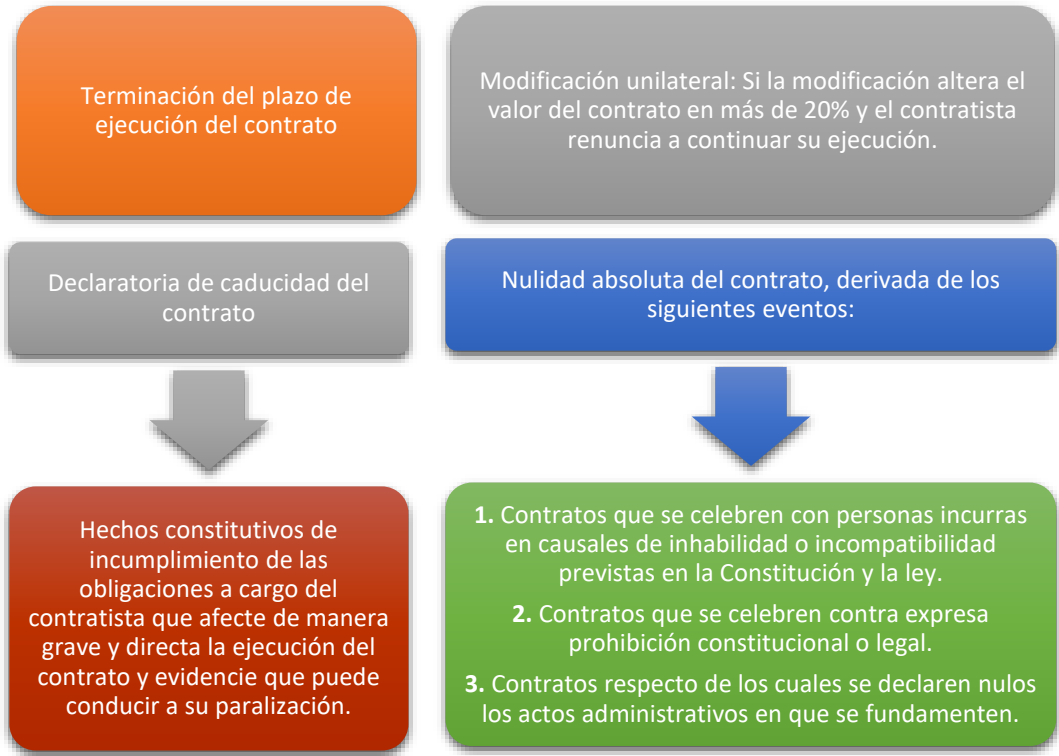 Terminación del plazo de
ejecución del contrato
Modificación unilateral: Si la modificación altera el
valor del contrato en más de 20% y el contratista
renuncia a continuar su ejecución.
Declaratoria de caducidad del
contrato
Nulidad absoluta del contrato, derivada de los
siguientes eventos:
Hechos constitutivos de
incumplimiento de las
obligaciones a cargo del
contratista que afecte de manera
grave y directa la ejecución del
contrato y evidencie que puede
conducir a su paralización.
1. Contratos que se celebren con personas incurras
en causales de inhabilidad o incompatibilidad
previstas en la Constitución y la ley.
2. Contratos que se celebren contra expresa
prohibición constitucional o legal.
3. Contratos respecto de los cuales se declaren nulos
los actos administrativos en que se fundamenten.